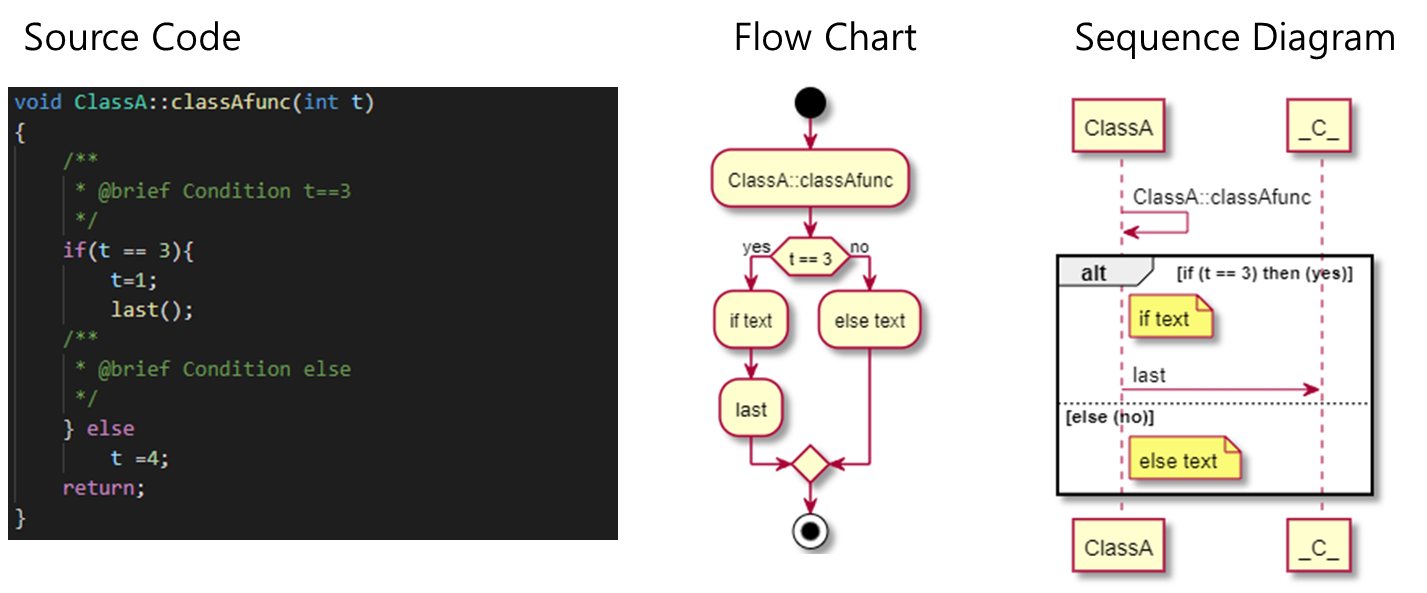 Source Code
void ClassA::classAfunc(int t)
{
    /**
     * @brief Condition t==3
     */
    if(t == 3){
        t=1;
        last();
    /**
     * @brief Condition else
     */
    } else
        t =4;
    return;
}
Flow Chart
ClassA::classAfunc
yes
t == 3
no
if text
else text
last
Sequence Diagram
ClassA
_C_
ClassA::classAfunc
alt
[if (t == 3) then (yes)]
if text
last
[else (no)]
else text
ClassA
_C_